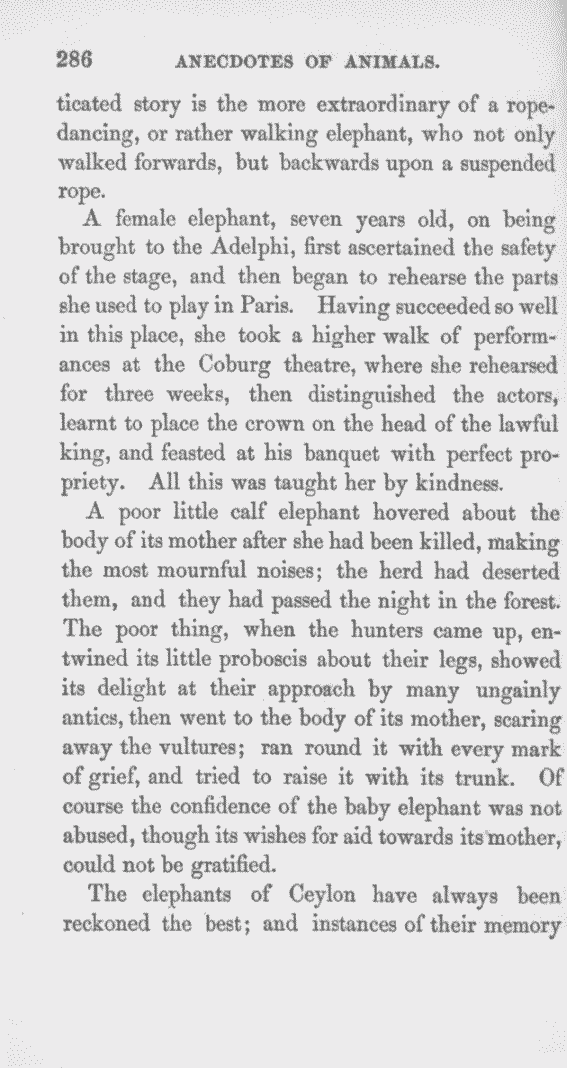 286 ANECDOTES OF ANIMALS.
ticated story is the more extraordinary of a rope-
dancing, or rather walking elephant, who not only
walked forwards, but backwards upon a suspended
rope.
A female elephant, seven years old, on being
brought to the Adelphi, first ascertained the safety
of the stage, and then began to rehearse the parts
she used to play in Paris. Having succeeded so well
in this place, she took a higher walk of perform-
ances at the Coburg theatre, where she rehearsed
for three weeks, then distinguished the actors,
learnt to place the crown on the head of the lawful
king, and feasted at his banquet with perfect pro-
priety. All this was taught her by kindness.
A poor little calf elephant hovered about the
body of its mother after she had been killed, making
the most mournful noises; the herd had deserted
them, and they had passed the night in the forest.
The poor thing, when the hunters came up, en-
twined its little proboscis about their legs, showed
its delight at their approach by many ungainly
antics, then went to the body of its mother, scaring
away the vultures; ran round it with every mark
of grief, and tried to raise it with its trunk. Of
course the confidence of the baby elephant was not
abused, though its wishes for aid towards its mother,
could not be gratified.
The elephants of Ceylon have always been
reckoned the best; and instances of their memory